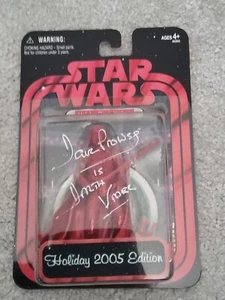 WARNING:
CHOKING HAZARD - Small parts.
Not for children under 3 years.
AGES 4+
STAR
WARS
Dave Prowse
is
Darth
Vader
Holiday 2005 Edition